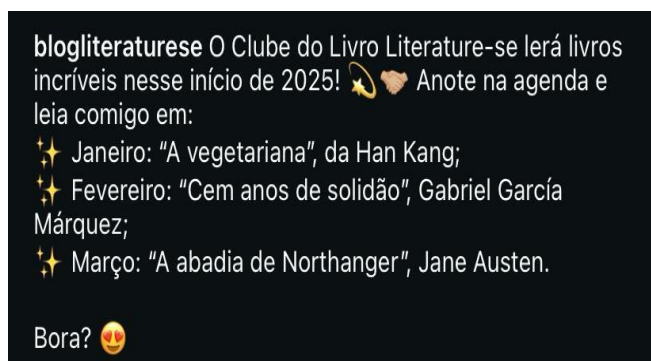 blogliteraturese O Clube do Livro Literature-se lerá livros
incríveis nesse início de 2025! 💫🤝🏼 Anote na agenda e
leia comigo em:
✨ Janeiro: “A vegetariana”, da Han Kang;
✨ Fevereiro: “Cem anos de solidão”, Gabriel García
Márquez;
✨ Março: “A abadia de Northanger”, Jane Austen.
Bora? 😍